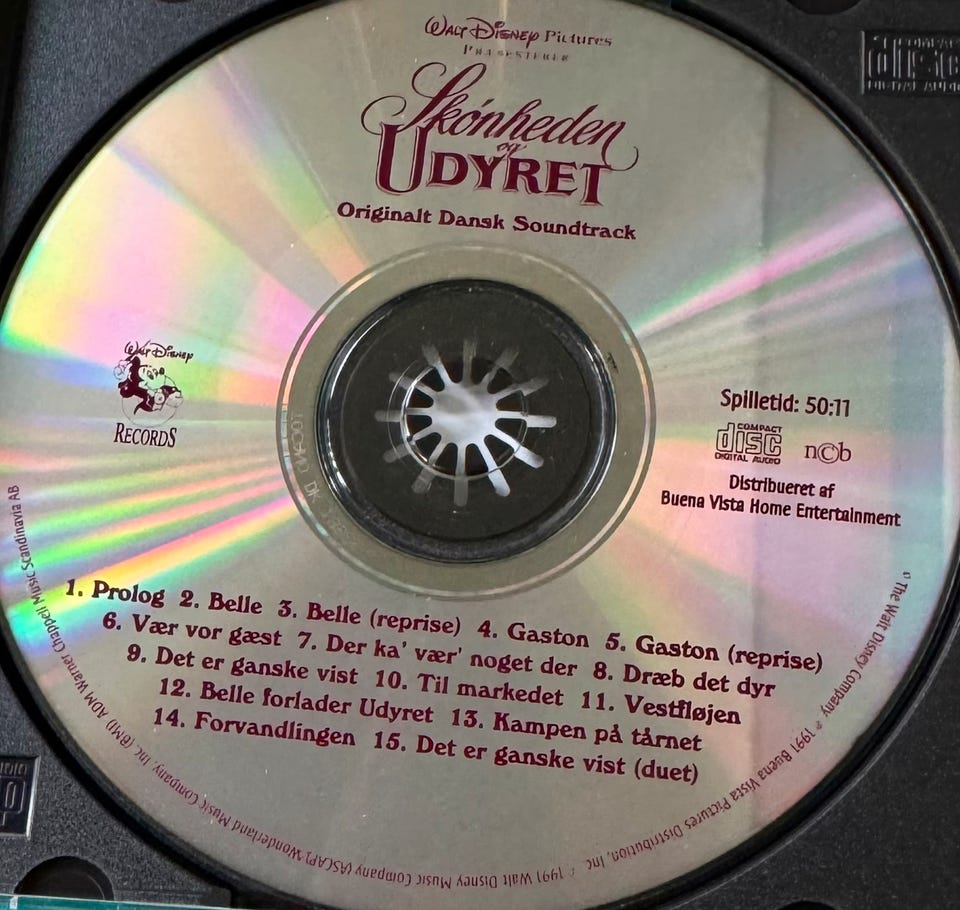 Walt Disney Pictures
Præsenterer
Skønheden
og
Udyret
Originalt Dansk Soundtrack
COMPACT
disc
DIGITAL AUDIO
Walt Disney
Records
Spilletid: 50:11
COMPACT
disc
DIGITAL AUDIO
n©b
Distribueret af
Buena Vista Home Entertainment
1. Prolog 2. Belle 3. Belle (reprise) 4. Gaston 5. Gaston (reprise)
6. Vær vor gæst 7. Der ka' vær' noget der 8. Dræb det dyr
9. Det er ganske vist 10. Til markedet 11. Vestfløjen
12. Belle forlader Udyret 13. Kampen på tårnet
14. Forvandlingen 15. Det er ganske vist (duet)
© The Walt Disney Company ℗ 1991 Buena Vista Pictures Distribution, Inc. © 1991 Walt Disney Music Company (ASCAP), Wonderland Music Company, Inc. (BMI) ADM Warner Chappell Music Scandinavia AB